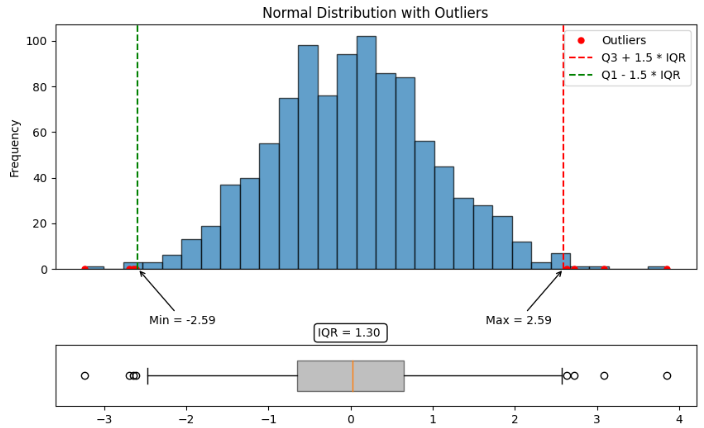 Normal Distribution with Outliers
Outliers
Q3 + 1.5 * IQR
Q1 - 1.5 * IQR
Frequency
100
80
60
40
20
0
Min = -2.59
Max = 2.59
IQR = 1.30
−3
−2
−1
0
1
2
3
4